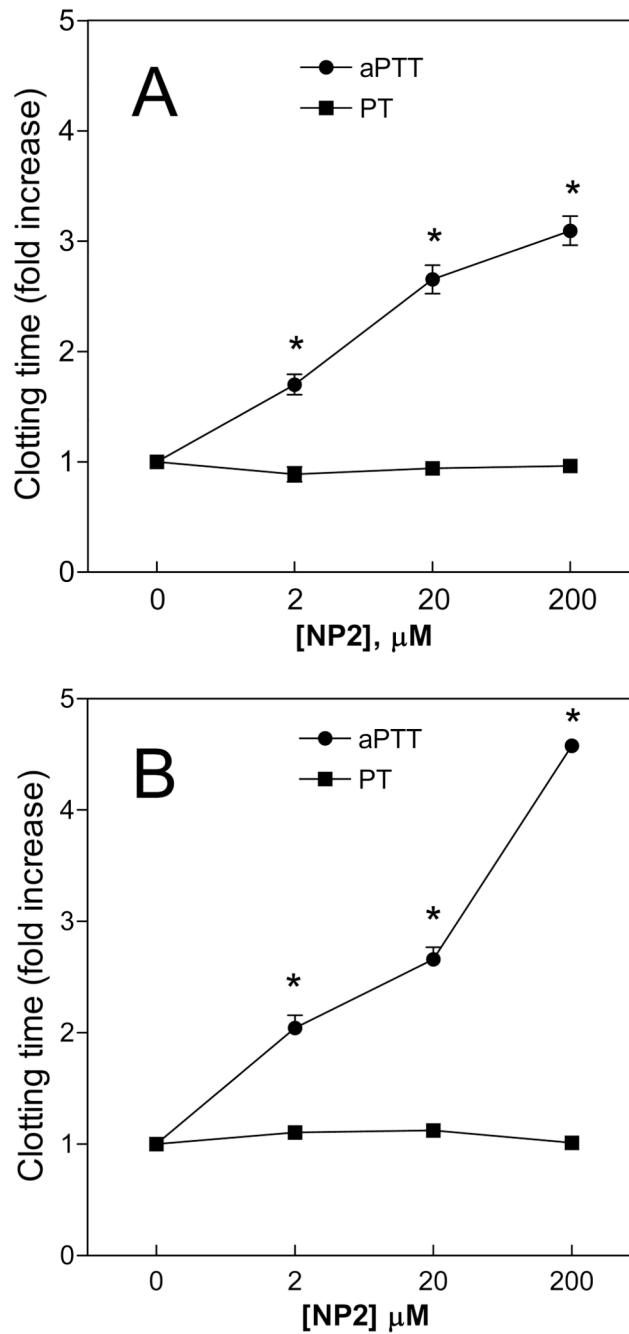 A
aPTT
PT
Clotting time (fold increase)
5
4
3
2
1
0
*
*
*
0 2 20 200
[NP2], μM
B
aPTT
PT
Clotting time (fold increase)
5
4
3
2
1
0
*
*
*
0 2 20 200
[NP2] μM